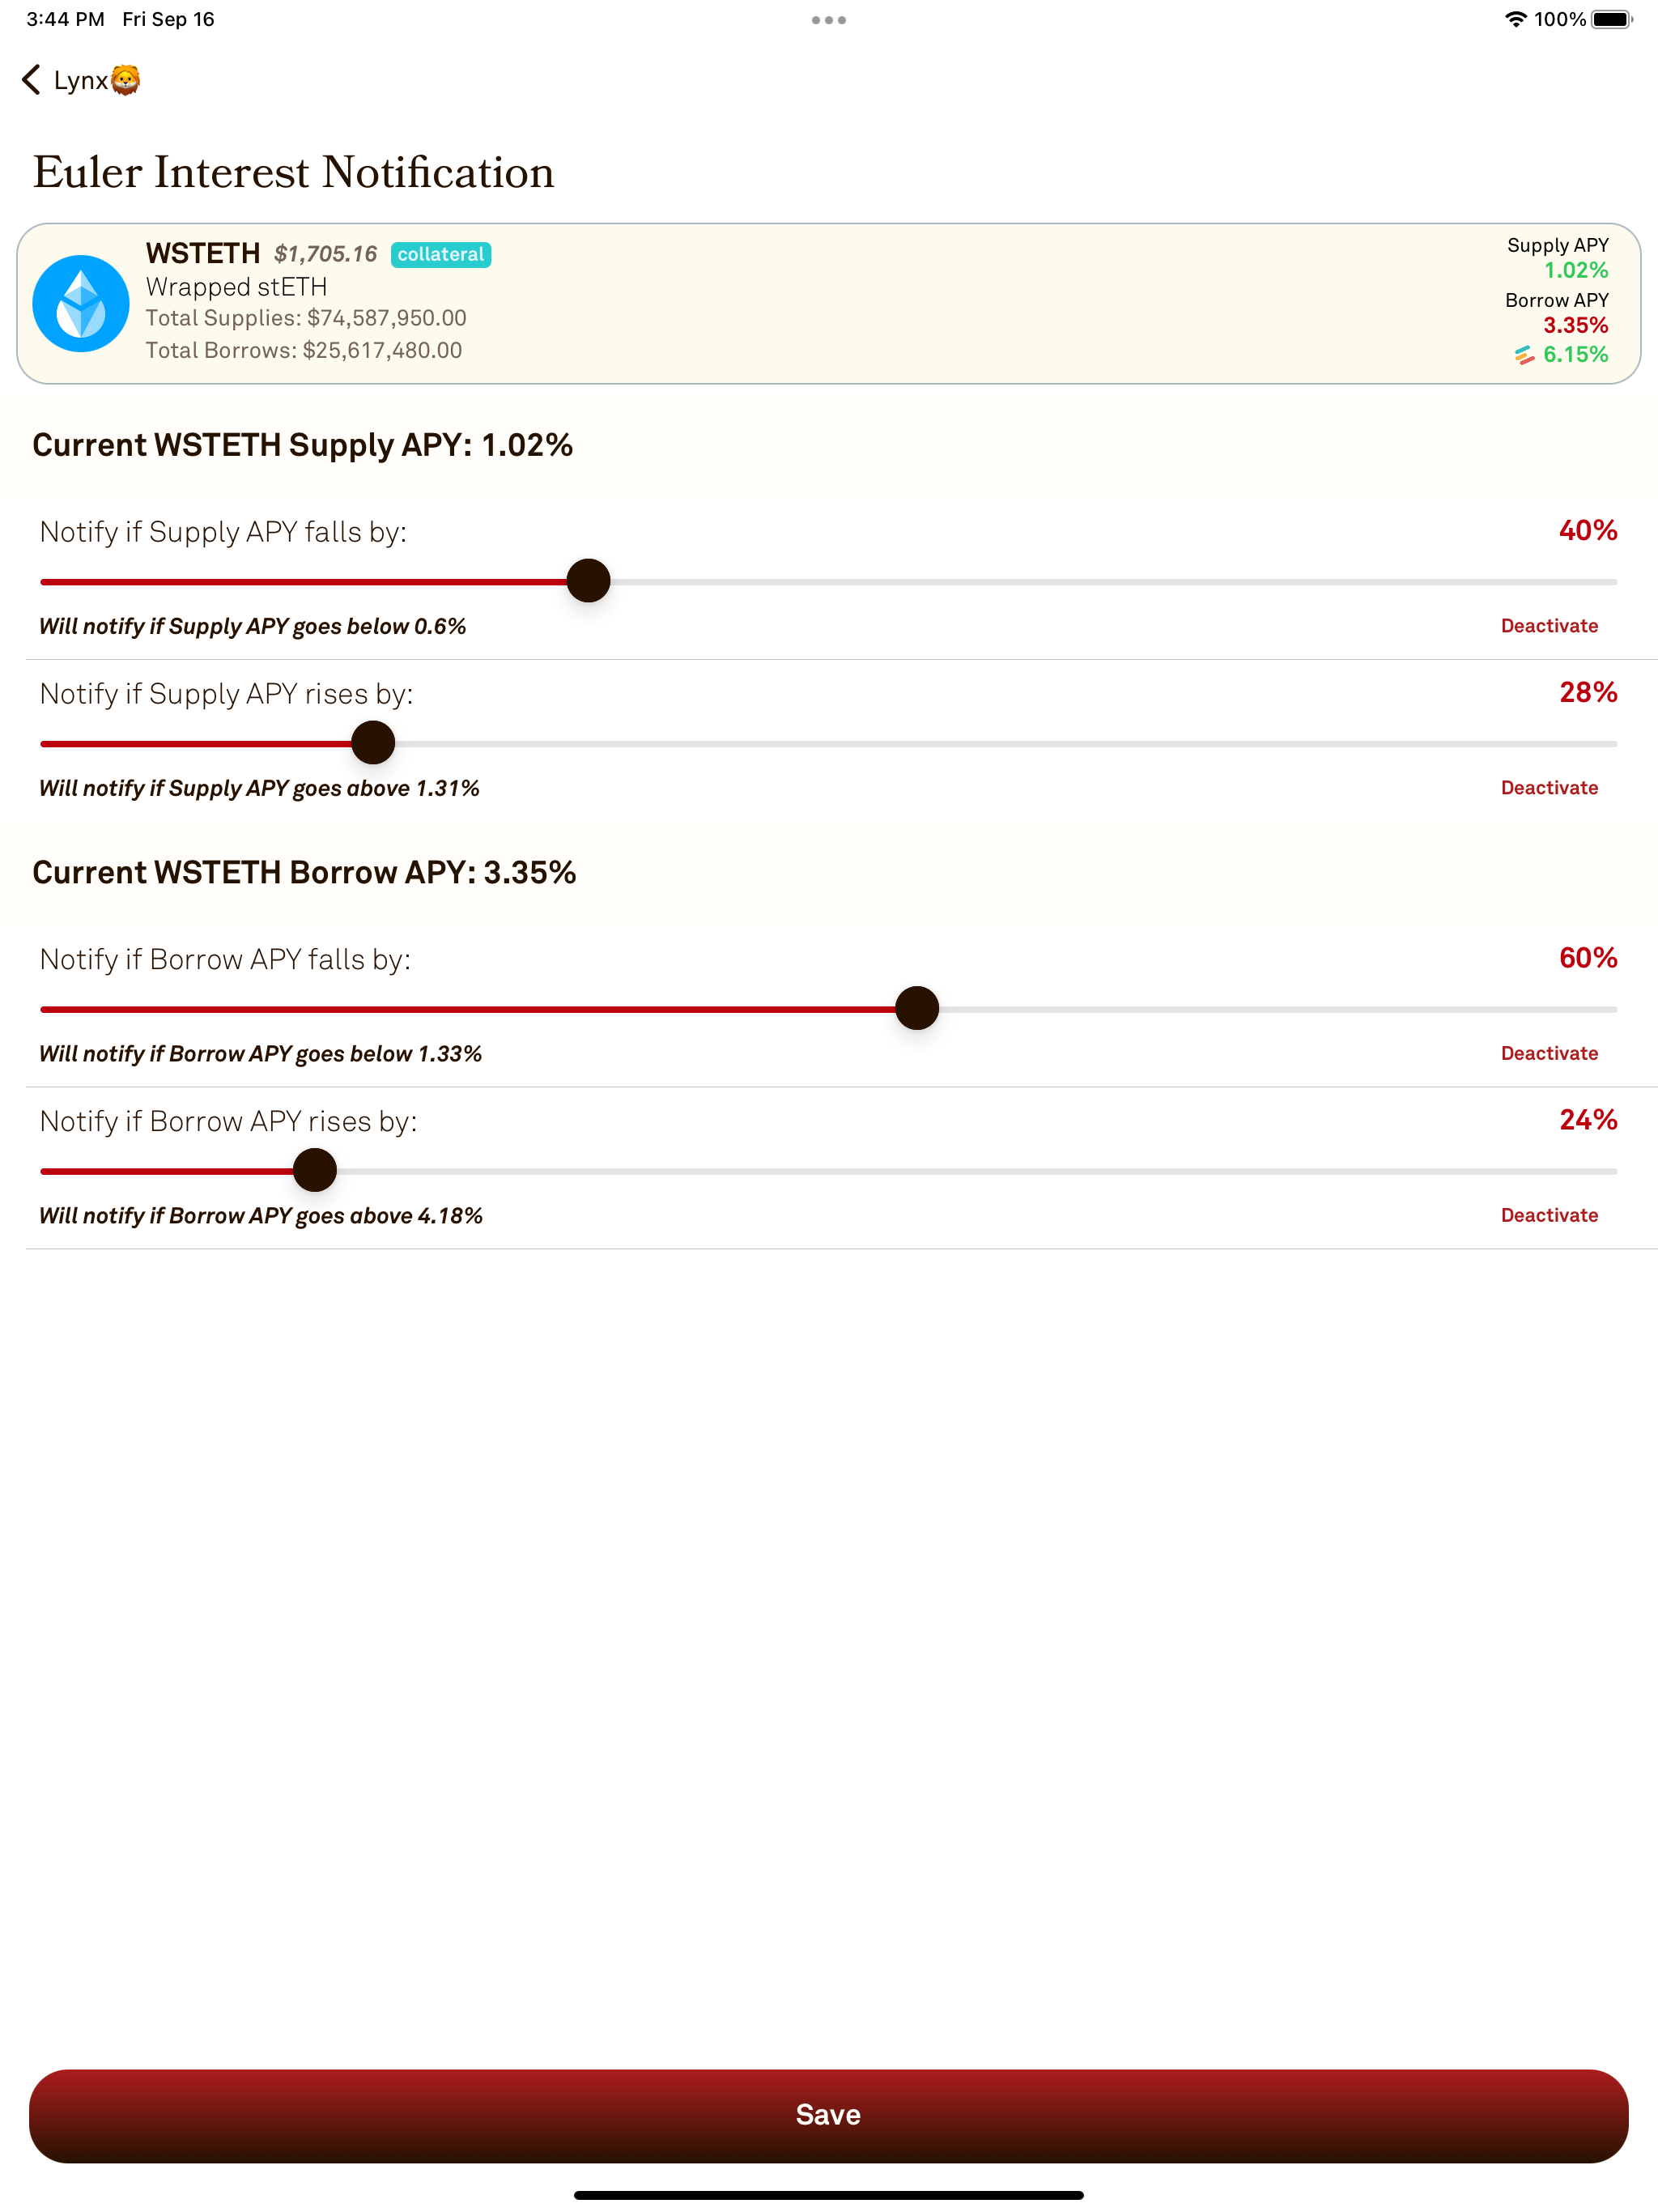 3:44 PM Fri Sep 16
100%
Lynx🦁
Euler Interest Notification
WSTETH $1,705.16 collateral
Wrapped stETH
Total Supplies: $74,587,950.00
Total Borrows: $25,617,480.00
Supply APY
1.02%
Borrow APY
3.35%
6.15%
Current WSTETH Supply APY: 1.02%
Notify if Supply APY falls by: 40%
Will notify if Supply APY goes below 0.6% Deactivate
Notify if Supply APY rises by: 28%
Will notify if Supply APY goes above 1.31% Deactivate
Current WSTETH Borrow APY: 3.35%
Notify if Borrow APY falls by: 60%
Will notify if Borrow APY goes below 1.33% Deactivate
Notify if Borrow APY rises by: 24%
Will notify if Borrow APY goes above 4.18% Deactivate
Save